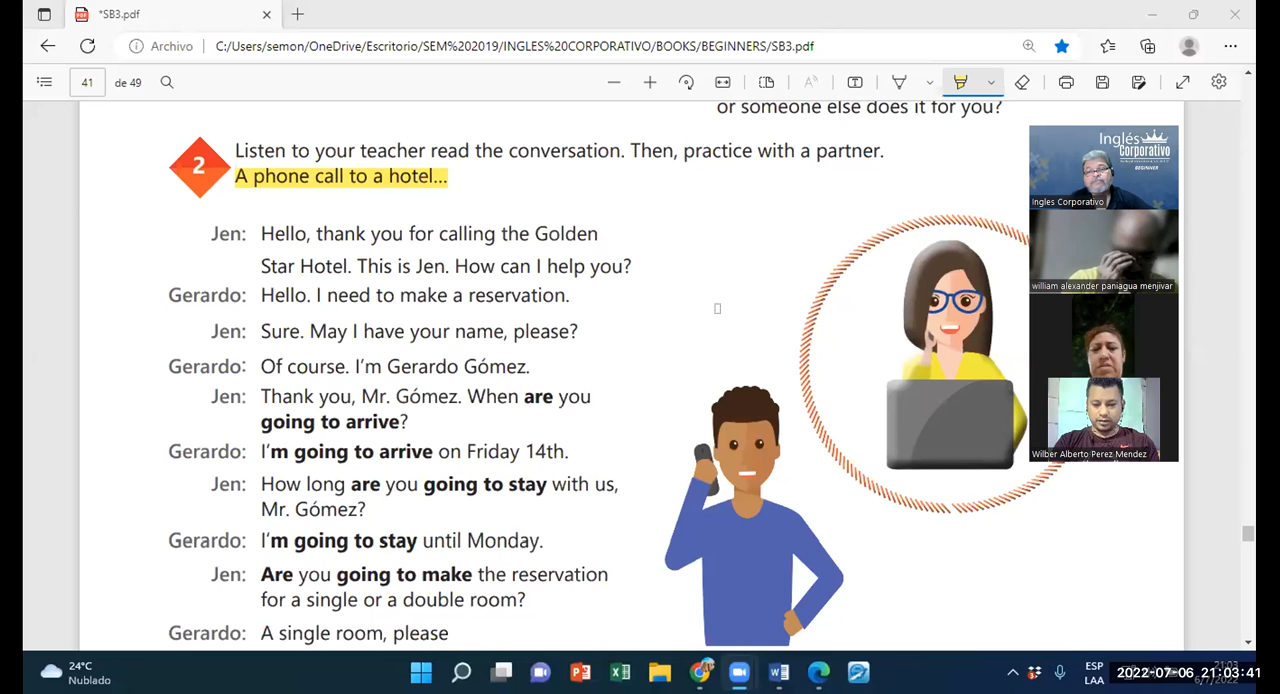 *SB3.pdf
Archivo
C:/Users/semon/OneDrive/Escritorio/SEM%202019/INGLES%20CORPORATIVO/BOOKS/BEGINNERS/SB3.pdf
41 de 49
or someone else does it for you?
2
Listen to your teacher read the conversation. Then, practice with a partner.
A phone call to a hotel...
Jen: Hello, thank you for calling the Golden
Star Hotel. This is Jen. How can I help you?
Gerardo: Hello. I need to make a reservation.
Jen: Sure. May I have your name, please?
Gerardo: Of course. I'm Gerardo Gómez.
Jen: Thank you, Mr. Gómez. When are you
going to arrive?
Gerardo: I'm going to arrive on Friday 14th.
Jen: How long are you going to stay with us,
Mr. Gómez?
Gerardo: I'm going to stay until Monday.
Jen: Are you going to make the reservation
for a single or a double room?
Gerardo: A single room, please
Inglés
Corporativo
BEGINNER
Ingles Corporativo
william alexander paniagua menjivar
Wilber Alberto Perez Mendez
24°C
Nublado
ESP
LAA
2022-07-06 21:03:41